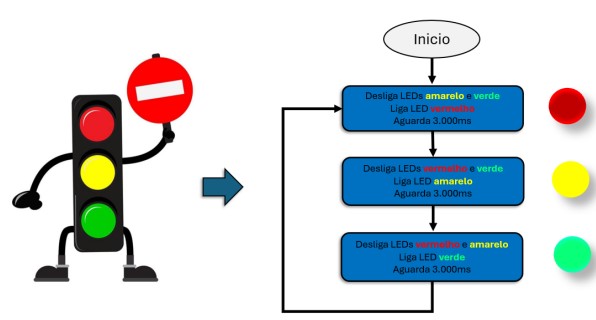 Inicio
Desliga LEDs amarelo e verde
Liga LED vermelho
Aguarda 3.000ms
Desliga LEDs vermelho e verde
Liga LED amarelo
Aguarda 3.000ms
Desliga LEDs vermelho e amarelo
Liga LED verde
Aguarda 3.000ms